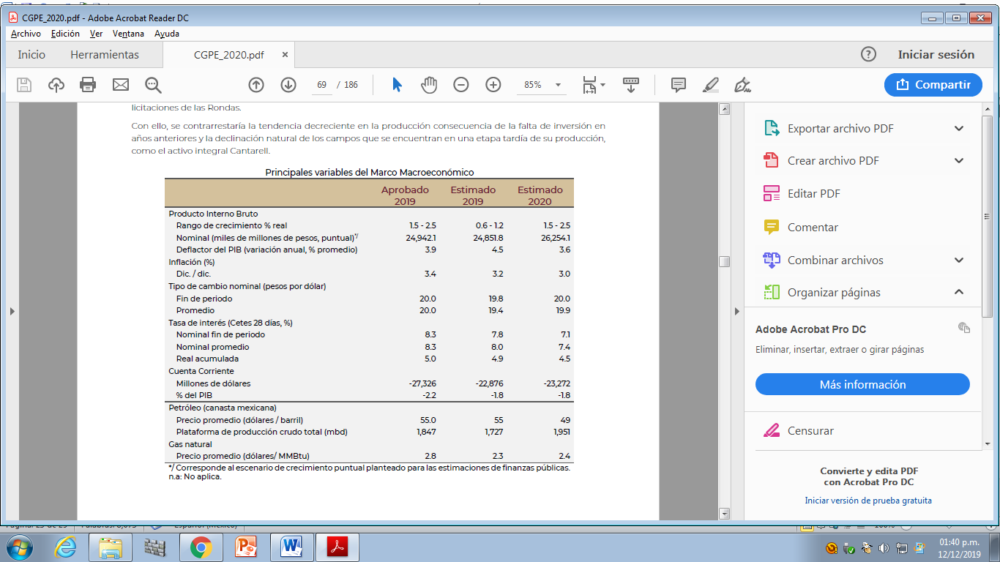 CGPE_2020.pdf - Adobe Acrobat Reader DC
Archivo Edición Ver Ventana Ayuda
Inicio Herramientas CGPE_2020.pdf × Iniciar sesión
69 / 186 85% Compartir
licitaciones de las Rondas.
Con ello, se contrarrestaría la tendencia decreciente en la producción consecuencia de la falta de inversión en
años anteriores y la declinación natural de los campos que se encuentran en una etapa tardía de su producción,
como el activo integral Cantarell.
Principales variables del Marco Macroeconómico
Aprobado Estimado Estimado
2019 2019 2020
Producto Interno Bruto
Rango de crecimiento % real 1.5 - 2.5 0.6 - 1.2 1.5 - 2.5
Nominal (miles de millones de pesos, puntual)*/ 24,942.1 24,851.8 26,254.1
Deflactor del PIB (variación anual, % promedio) 3.9 4.5 3.6
Inflación (%)
Dic. / dic. 3.4 3.2 3.0
Tipo de cambio nominal (pesos por dólar)
Fin de periodo 20.0 19.8 20.0
Promedio 20.0 19.4 19.9
Tasa de interés (Cetes 28 días, %)
Nominal fin de periodo 8.3 7.8 7.1
Nominal promedio 8.3 8.0 7.4
Real acumulada 5.0 4.9 4.5
Cuenta Corriente
Millones de dólares -27,326 -22,876 -23,272
% del PIB -2.2 -1.8 -1.8
Petróleo (canasta mexicana)
Precio promedio (dólares / barril) 55.0 55 49
Plataforma de producción crudo total (mbd) 1,847 1,727 1,951
Gas natural
Precio promedio (dólares/ MMBtu) 2.8 2.3 2.4
*/ Corresponde al escenario de crecimiento puntual planteado para las estimaciones de finanzas públicas.
n.a: No aplica.
Exportar archivo PDF
Crear archivo PDF
Editar PDF
Comentar
Combinar archivos
Organizar páginas
Adobe Acrobat Pro DC
Eliminar, insertar, extraer o girar páginas
Más información
Censurar
Convierte y edita PDF
con Acrobat Pro DC
Iniciar versión de prueba gratuita
01:40 p.m.
12/12/2019